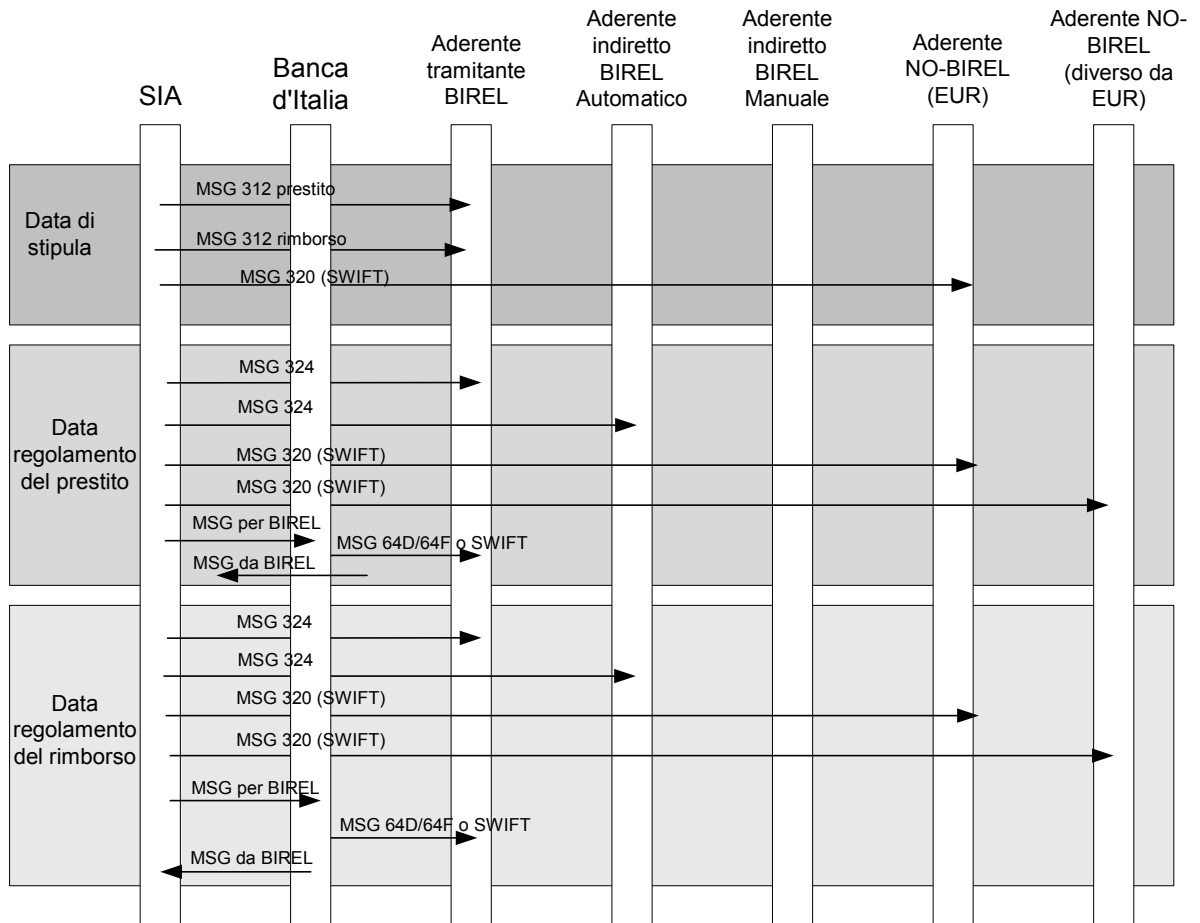 SIA
Banca
d'Italia
Aderente
tramitante
BIREL
Aderente
indiretto
BIREL
Automatico
Aderente
indiretto
BIREL
Manuale
Aderente
NO-BIREL
(EUR)
Aderente NO-
BIREL
(diverso da
EUR)
Data di
stipula
MSG 312 prestito
MSG 312 rimborso
MSG 320 (SWIFT)
Data
regolamento
del prestito
MSG 324
MSG 324
MSG 320 (SWIFT)
MSG 320 (SWIFT)
MSG per BIREL
MSG 64D/64F o SWIFT
MSG da BIREL
Data
regolamento
del rimborso
MSG 324
MSG 324
MSG 320 (SWIFT)
MSG 320 (SWIFT)
MSG per BIREL
MSG 64D/64F o SWIFT
MSG da BIREL